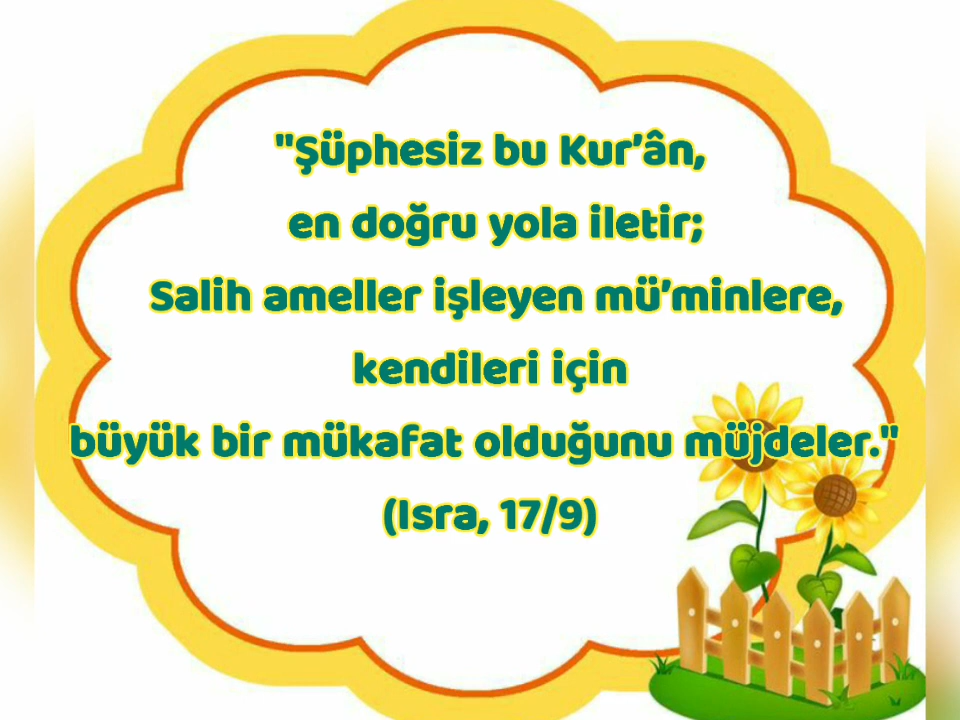 "Şüphesiz bu Kur’ân,
en doğru yola iletir;
Salih ameller işleyen mü’minlere,
kendileri için
büyük bir mükafat olduğunu müjdeler."
(Isra, 17/9)